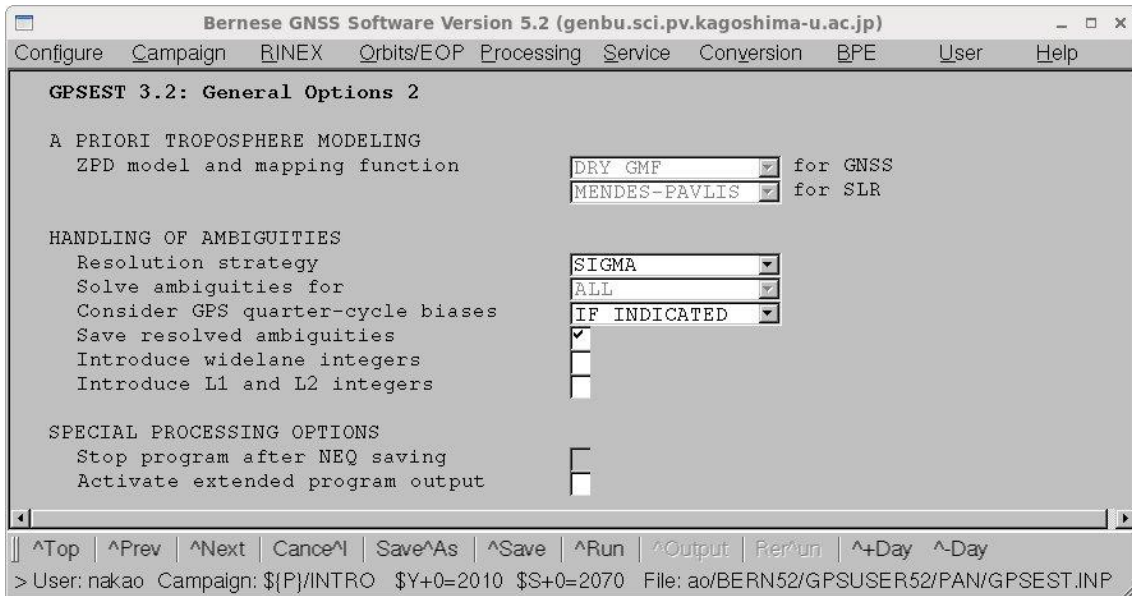 Bernese GNSS Software Version 5.2 (genbu.sci.pv.kagoshima-u.ac.jp)
Configure Campaign RINEX Orbits/EOP Processing Service Conversion BPE User Help
GPSEST 3.2: General Options 2
A PRIORI TROPOSPHERE MODELING
ZPD model and mapping function DRY GMF for GNSS
MENDES-PAVLIS for SLR
HANDLING OF AMBIGUITIES
Resolution strategy SIGMA
Solve ambiguities for ALL
Consider GPS quarter-cycle biases IF INDICATED
Save resolved ambiguities
Introduce widelane integers
Introduce L1 and L2 integers
SPECIAL PROCESSING OPTIONS
Stop program after NEQ saving
Activate extended program output
^Top | ^Prev | ^Next | Cance^l | Save^As | ^Save | ^Run | ^Output | Rer^un | ^+Day ^-Day
> User: nakao Campaign: ${P}/INTRO $Y+0=2010 $S+0=2070 File: ao/BERN52/GPSUSER52/PAN/GPSEST.INP